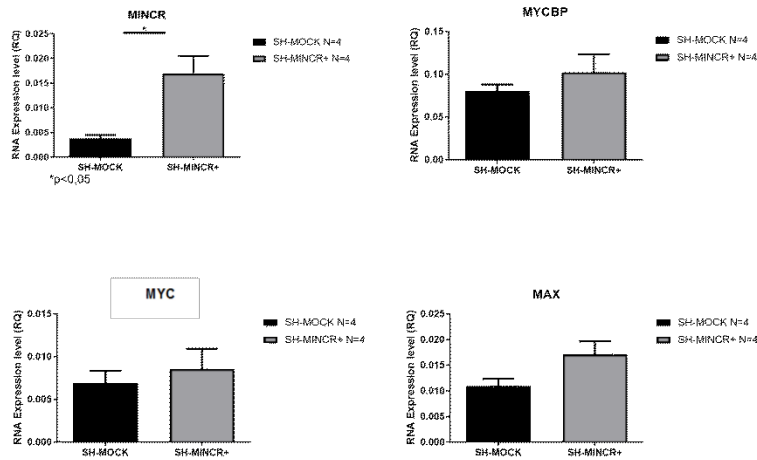 MINCR
RNA Expression level (RQ)
0.025
0.020
0.015
0.010
0.005
0.000
*
SH-MOCK
SH-MINCR+
*p<0,05
SH-MOCK N=4
SH-MINCR+ N=4
MYCBP
RNA Expression level (RQ)
0.15
0.10
0.05
0.00
SH-MOCK
SH-MINCR+
SH-MOCK N=4
SH-MINCR+ N=4
MYC
RNA Expression level (RQ)
0.015
0.010
0.005
0.000
SH-MOCK
SH-MINCR+
SH-MOCK N=4
SH-MINCR+ N=4
MAX
RNA Expression level (RQ)
0.025
0.020
0.015
0.010
0.005
0.000
SH-MOCK
SH-MINCR+
SH-MOCK N=4
SH-MINCR+ N=4